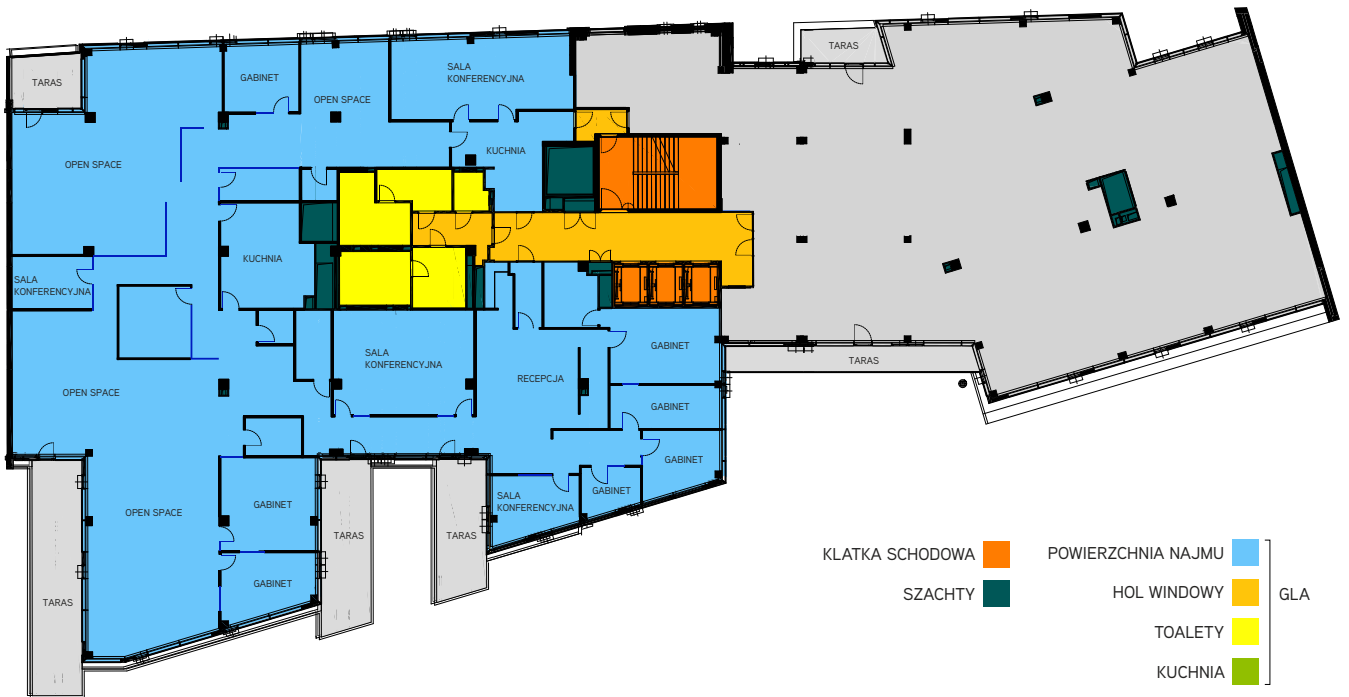 TARAS
TARAS
GABINET
SALA
KONFERENCYJNA
OPEN SPACE
OPEN SPACE
KUCHNIA
KUCHNIA
SALA
KONFERENCYJNA
SALA
KONFERENCYJNA
GABINET
TARAS
RECEPCJA
OPEN SPACE
GABINET
GABINET
GABINET
SALA
KONFERENCYJNA
GABINET
OPEN SPACE
TARAS
TARAS
GABINET
TARAS
KLATKA SCHODOWA
SZACHTY
POWIERZCHNIA NAJMU
HOL WINDOWY
TOALETY
KUCHNIA
GLA